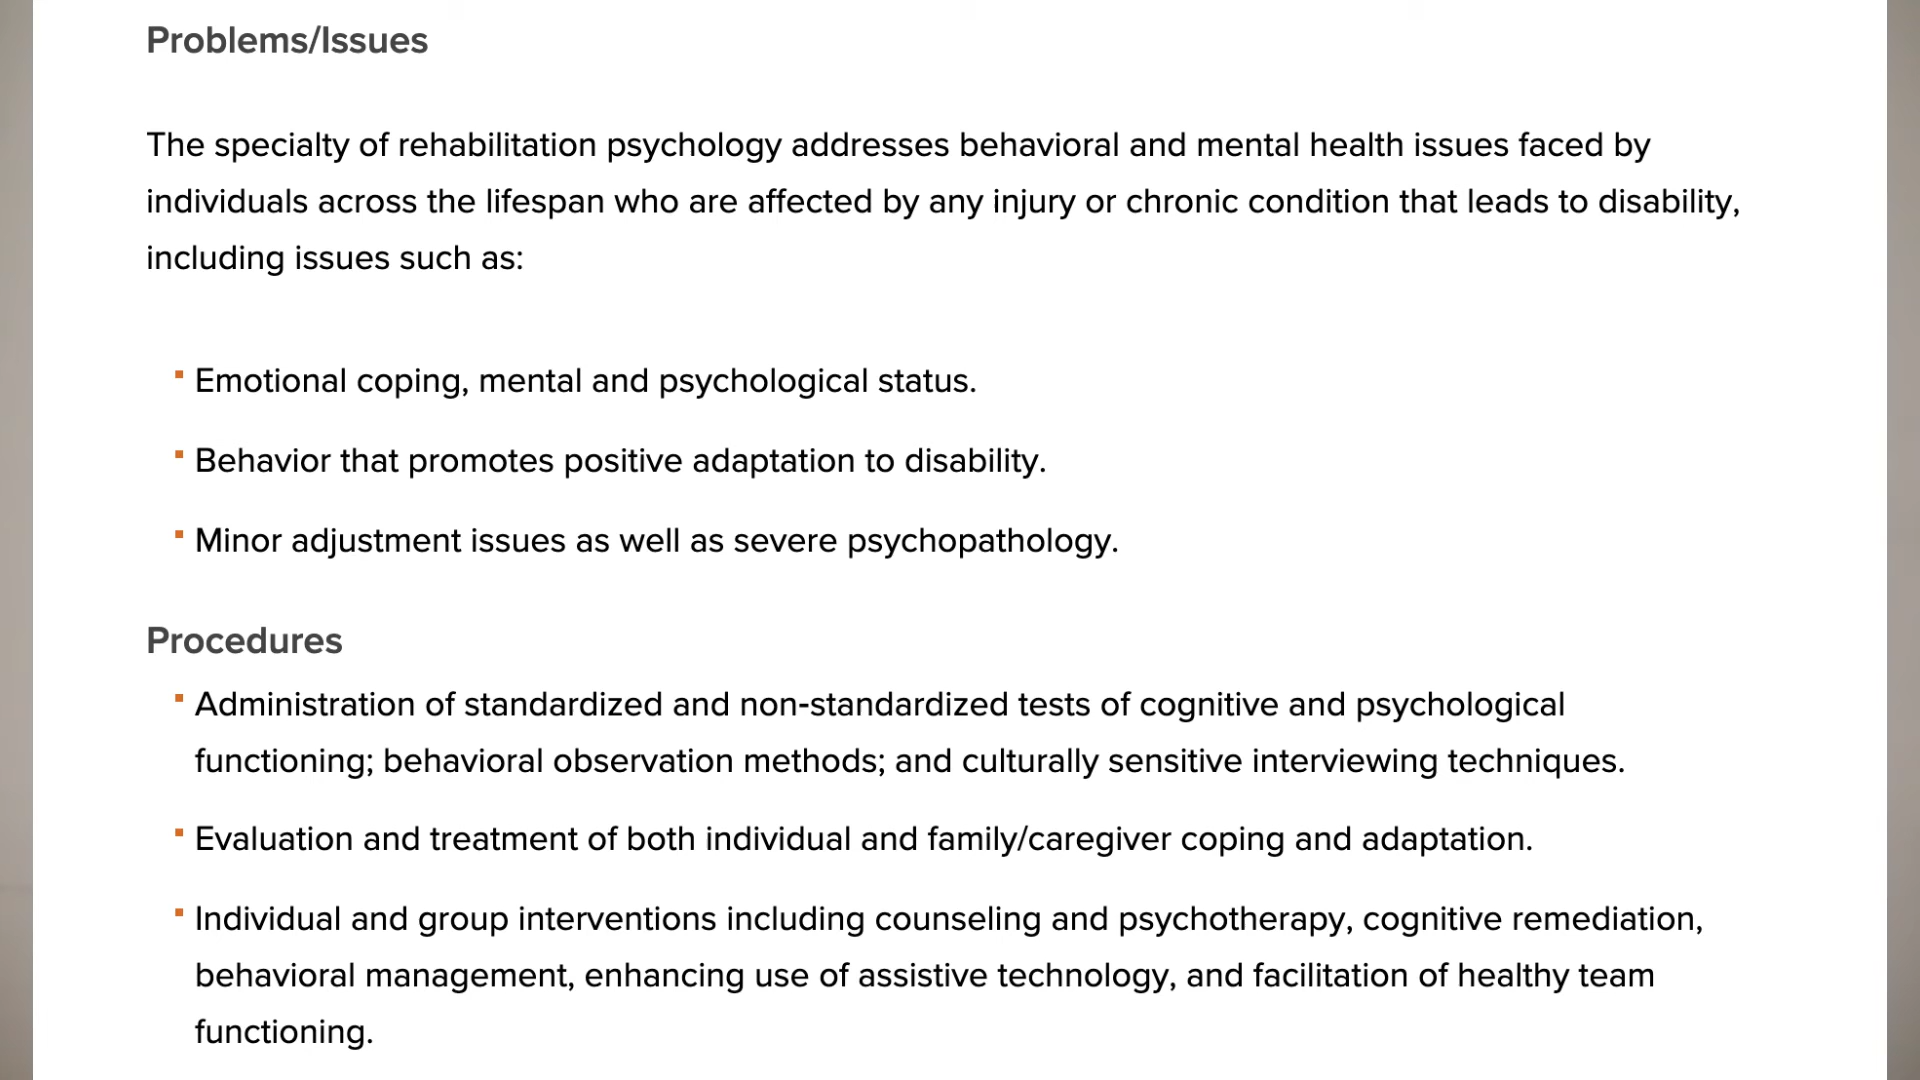 Problems/Issues
The specialty of rehabilitation psychology addresses behavioral and mental health issues faced by
individuals across the lifespan who are affected by any injury or chronic condition that leads to disability,
including issues such as:
Emotional coping, mental and psychological status.
Behavior that promotes positive adaptation to disability.
Minor adjustment issues as well as severe psychopathology.
Procedures
Administration of standardized and non-standardized tests of cognitive and psychological
functioning; behavioral observation methods; and culturally sensitive interviewing techniques.
Evaluation and treatment of both individual and family/caregiver coping and adaptation.
Individual and group interventions including counseling and psychotherapy, cognitive remediation,
behavioral management, enhancing use of assistive technology, and facilitation of healthy team
functioning.